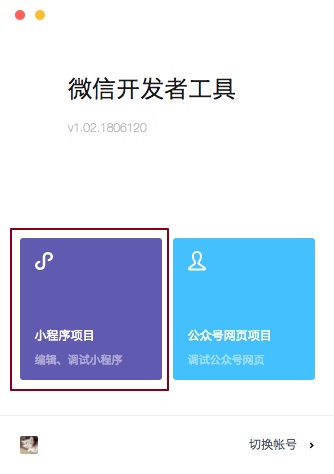 微信开发者工具
v1.02.1806120
小程序项目
编辑、调试小程序
公众号网页项目
调试公众号网页
切换帐号